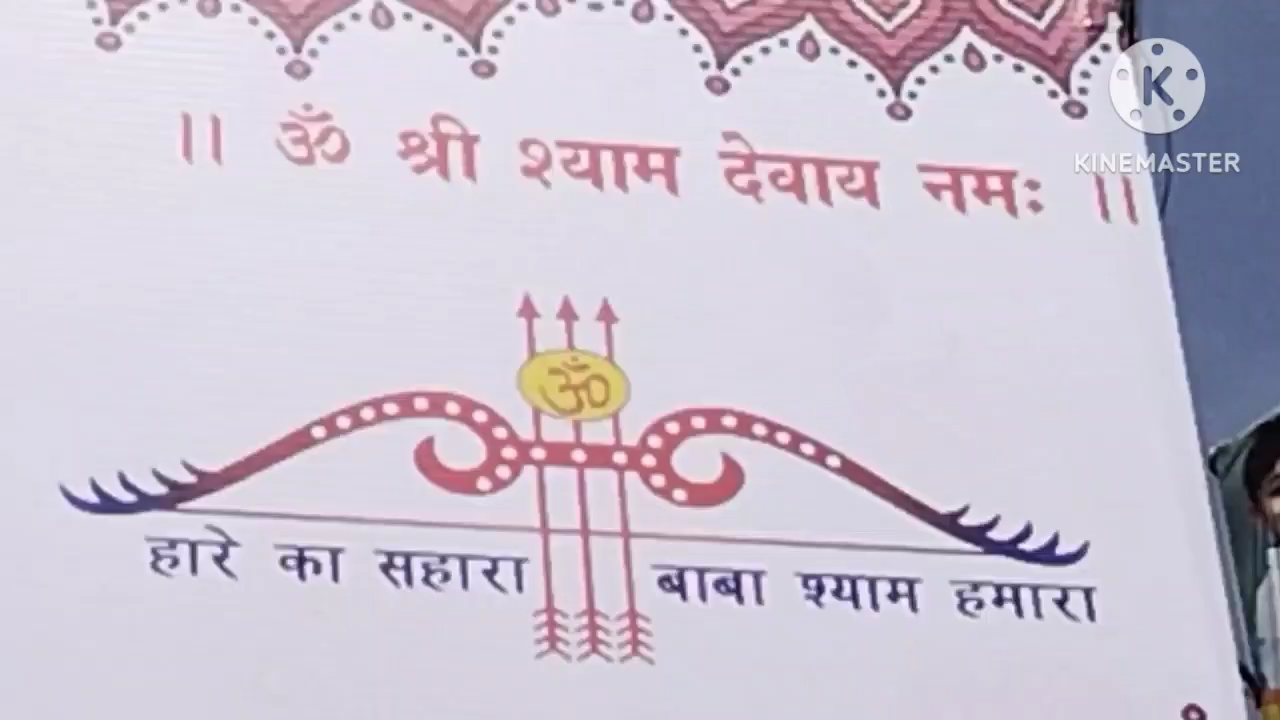 ।। ॐ श्री श्याम देवाय नमः ।।
KINEMASTER
ॐ
हारे का सहारा बाबा श्याम हमारा